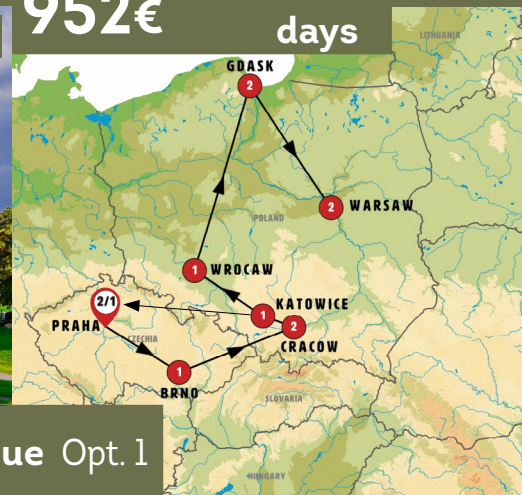 952€
days
LITHUANIA
GDASK
2
2
WARSAW
POLAND
1
WROCAW
2/1
1
KATOWICE
PRAHA
2
CZECHIA
CRACOW
1
BRNO
SLOVAKIA
ue Opt. 1
HUNGARY